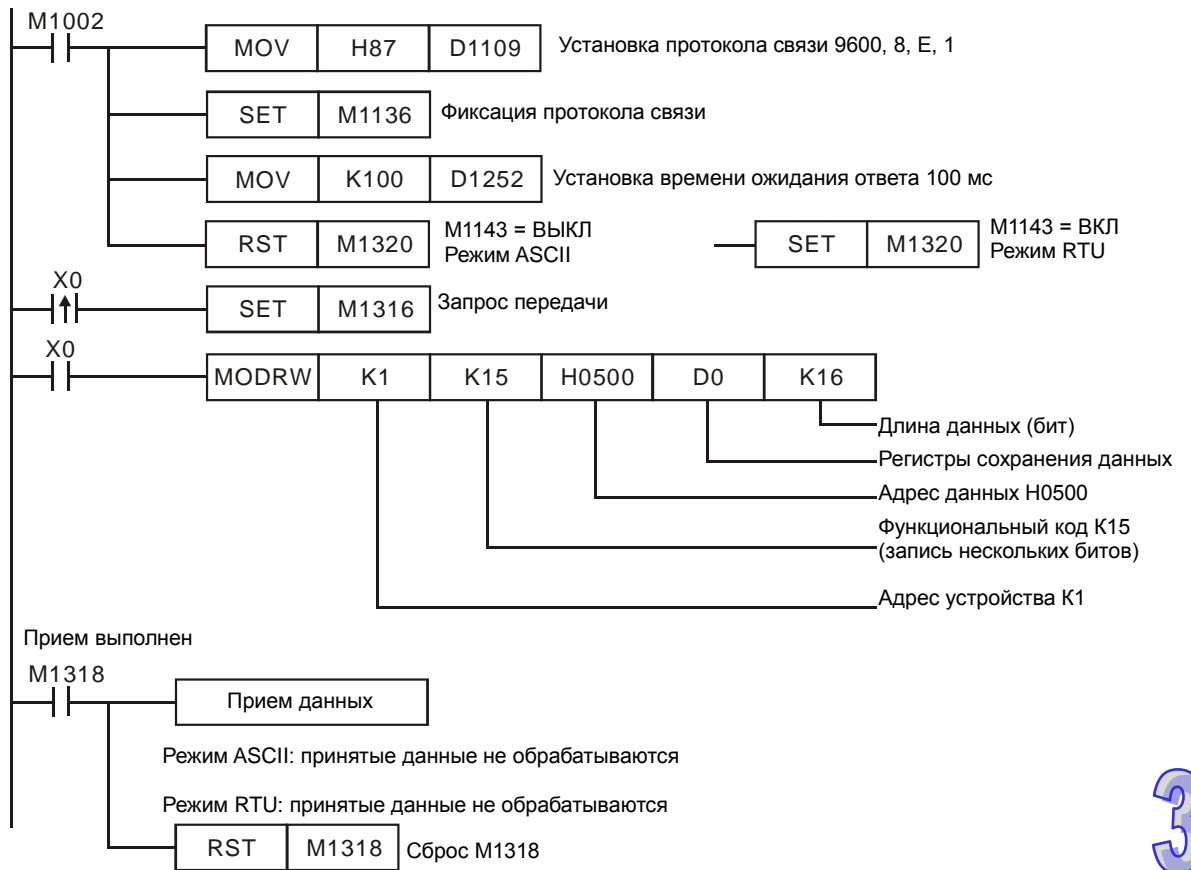 M1002
MOV H87 D1109 Установка протокола связи 9600, 8, E, 1
SET M1136 Фиксация протокола связи
MOV K100 D1252 Установка времени ожидания ответа 100 мс
RST M1320 M1143 = ВЫКЛ
Режим ASCII
SET M1320 M1143 = ВКЛ
Режим RTU
X0
SET M1316 Запрос передачи
X0
MODRW K1 K15 H0500 D0 K16
Длина данных (бит)
Регистры сохранения данных
Адрес данных H0500
Функциональный код К15
(запись нескольких битов)
Адрес устройства К1
Прием выполнен
M1318
Прием данных
Режим ASCII: принятые данные не обрабатываются
Режим RTU: принятые данные не обрабатываются
RST M1318 Сброс M1318
3